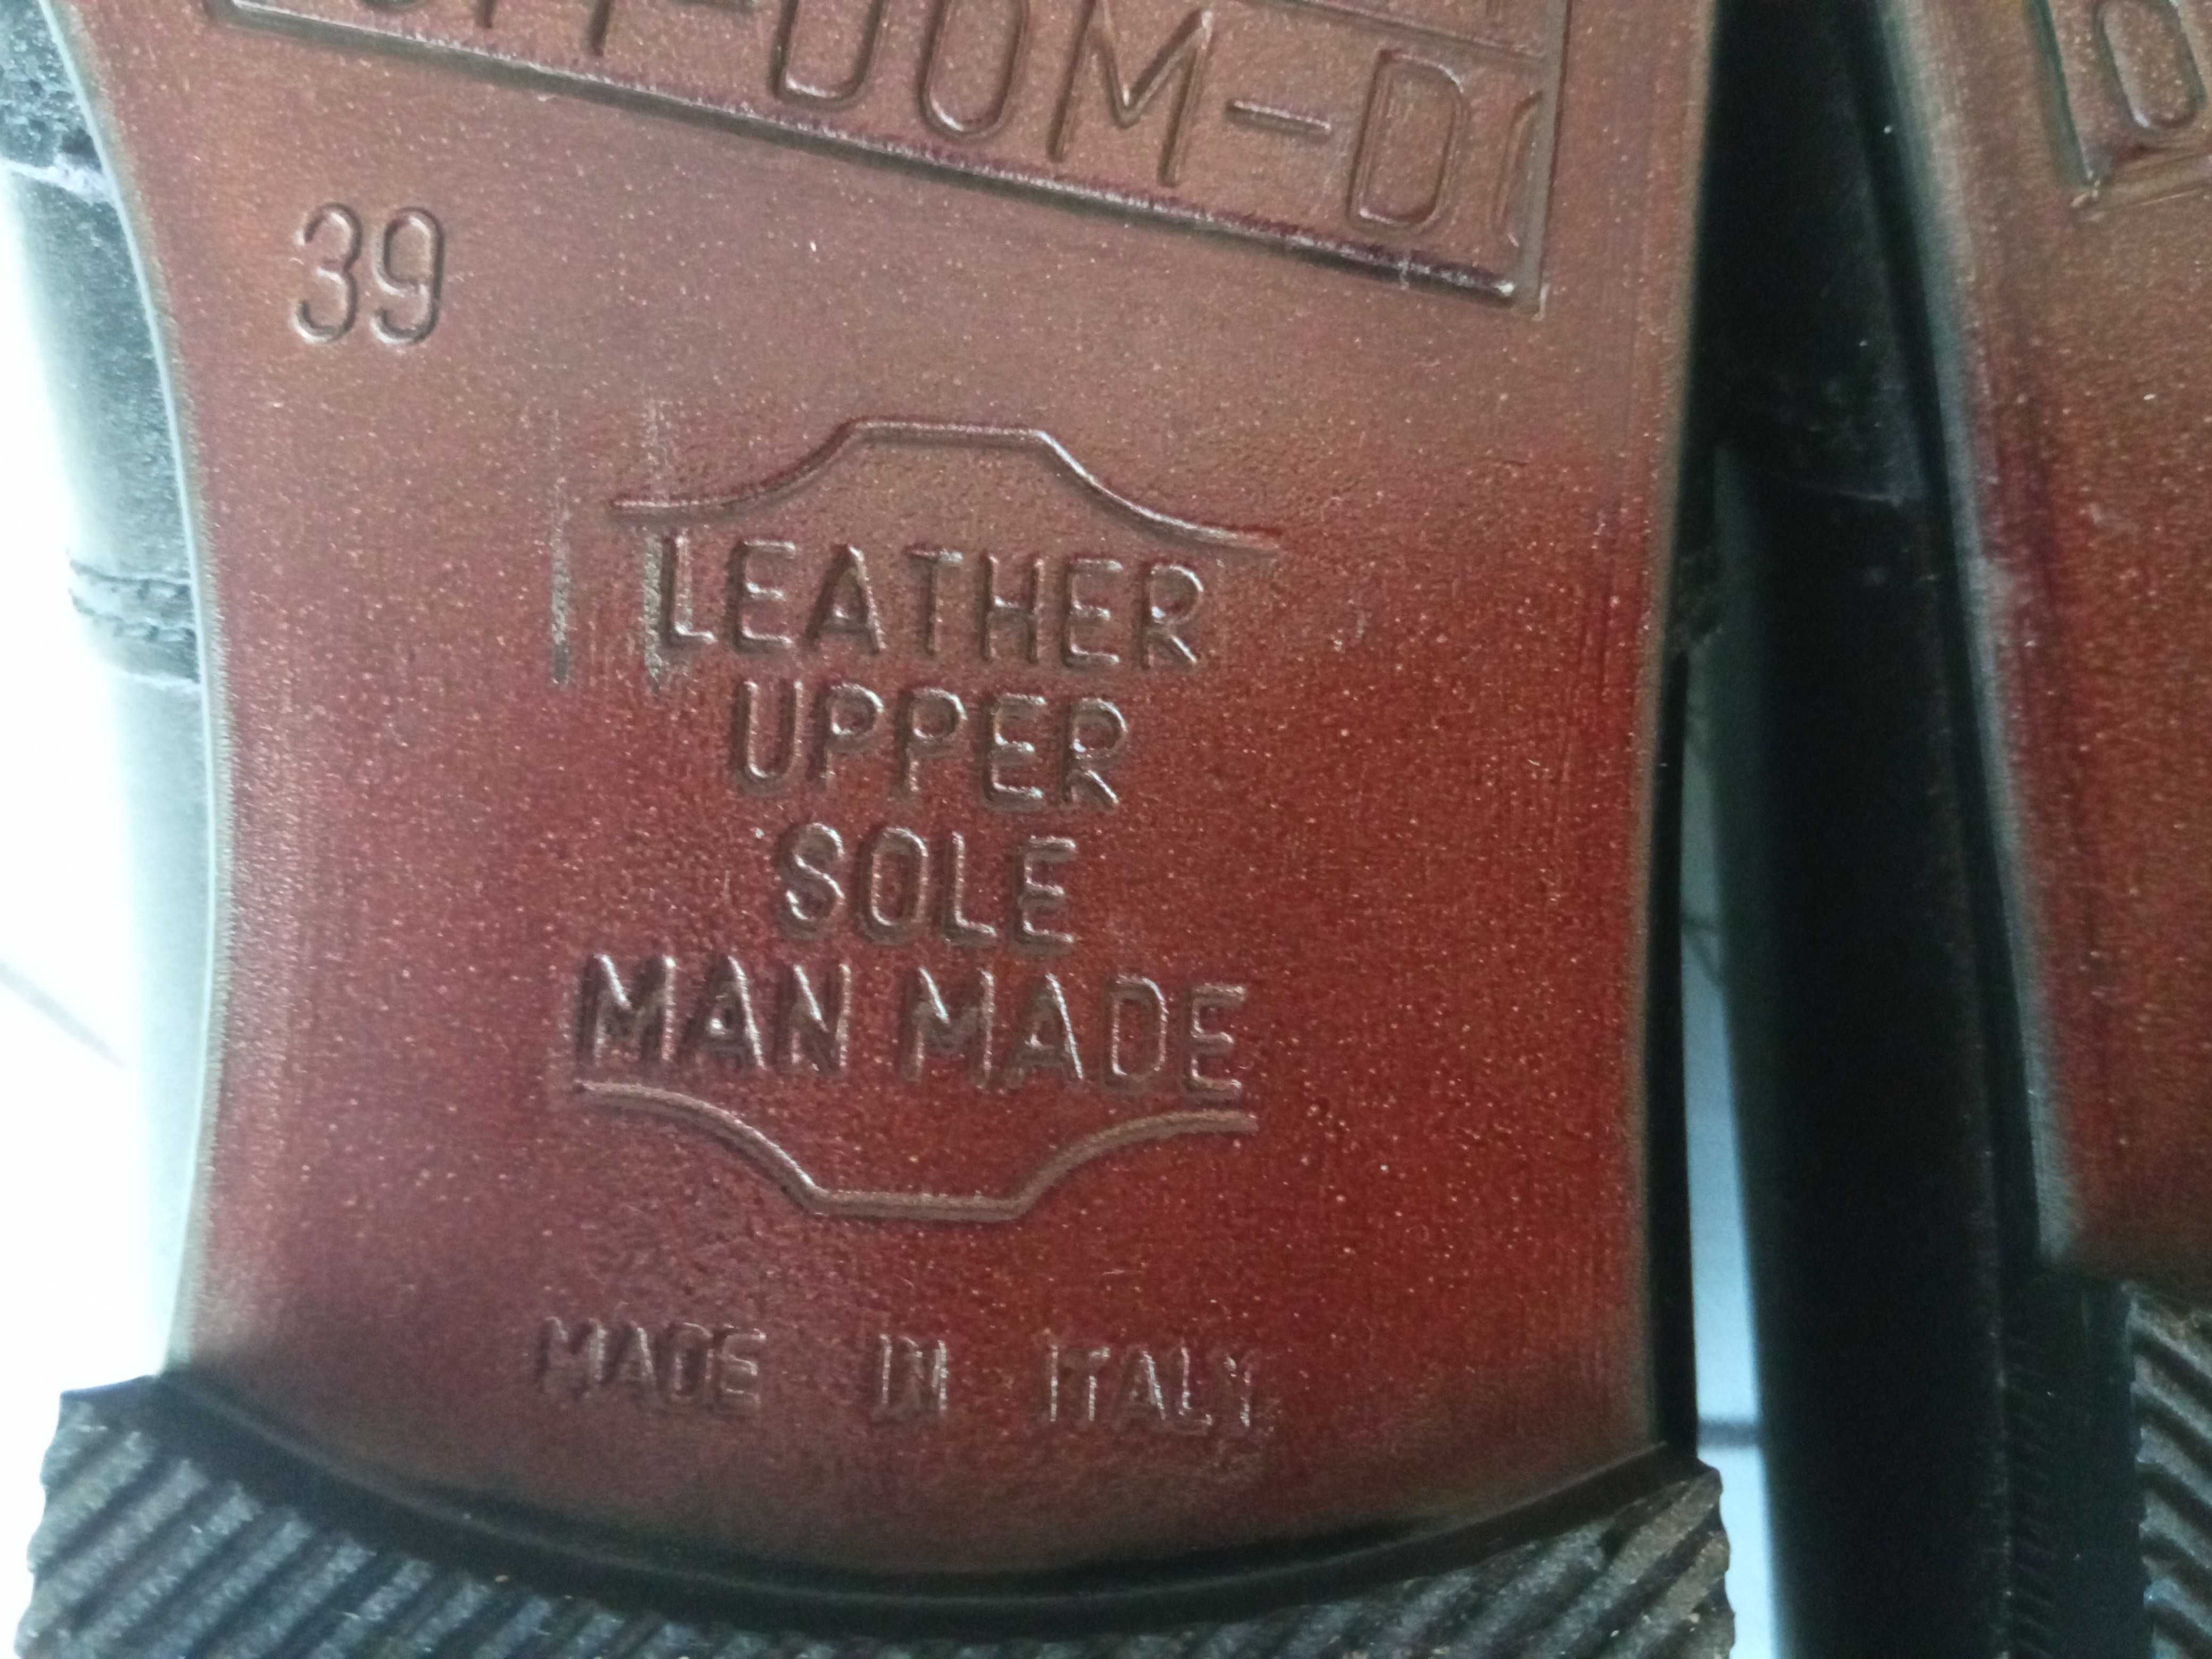 39
LEATHER
UPPER
SOLE
MAN MADE
MADE IN ITALY